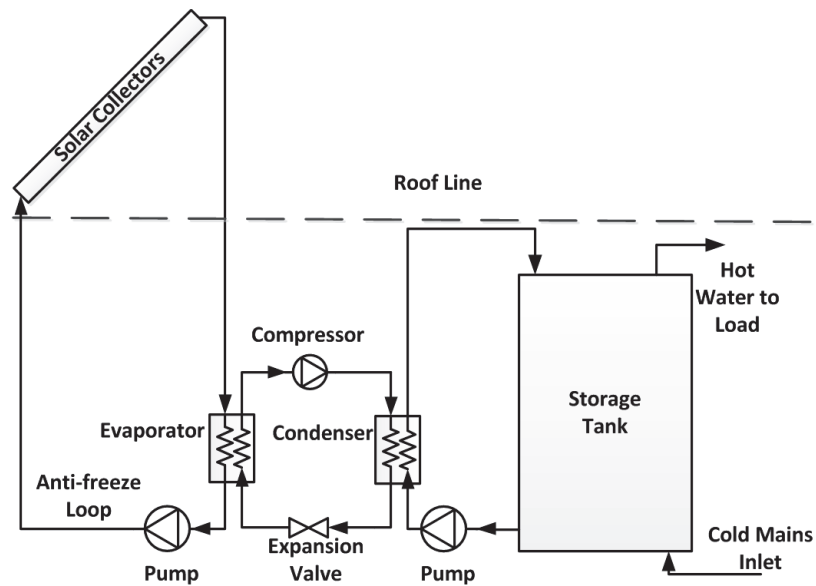 Solar Collectors
Roof Line
Hot
Water to
Load
Compressor
Storage
Tank
Evaporator
Condenser
Anti-freeze
Loop
Expansion
Valve
Cold Mains
Inlet
Pump
Pump